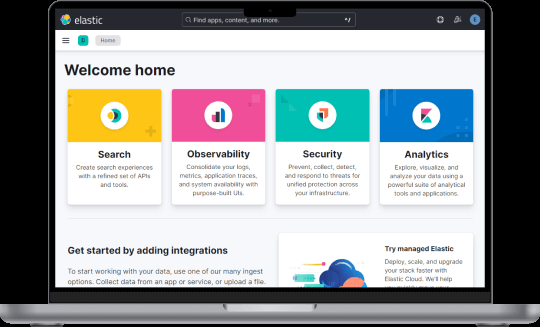 elastic
Find apps, content, and more.
^/
E
D
Home
Welcome home
Search
Create search experiences
with a refined set of APIs
and tools.
Observability
Consolidate your logs,
metrics, application traces,
and system availability with
purpose-built UIs.
Security
Prevent, collect, detect,
and respond to threats for
unified protection across
your infrastructure.
Analytics
Explore, visualize, and
analyze your data using a
powerful suite of analytical
tools and applications.
Get started by adding integrations
To start working with your data, use one of our many ingest
options. Collect data from an app or service, or upload a file.
Try managed Elastic
Deploy, scale, and upgrade
your stack faster with
Elastic Cloud. We'll help